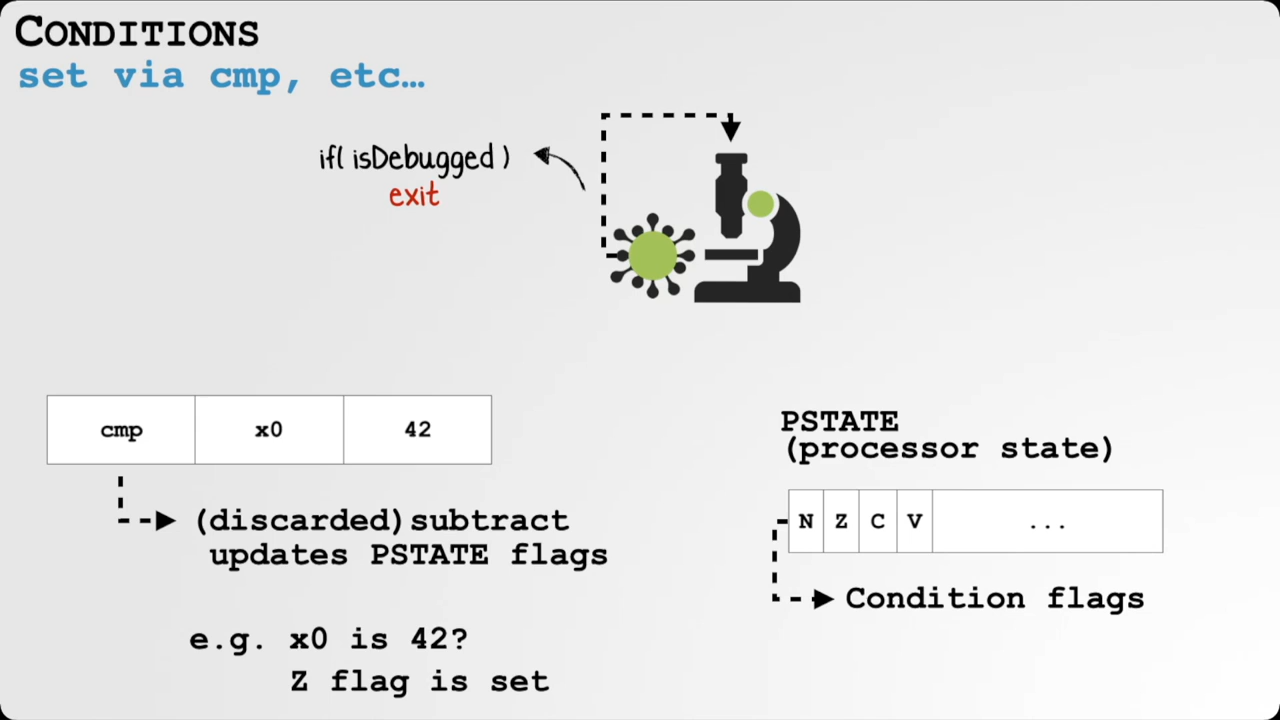 CONDITIONS
set via cmp, etc…
if( isDebugged )
exit
cmp x0 42
(discarded)subtract
updates PSTATE flags
e.g. x0 is 42?
Z flag is set
PSTATE
(processor state)
N Z C V ...
Condition flags